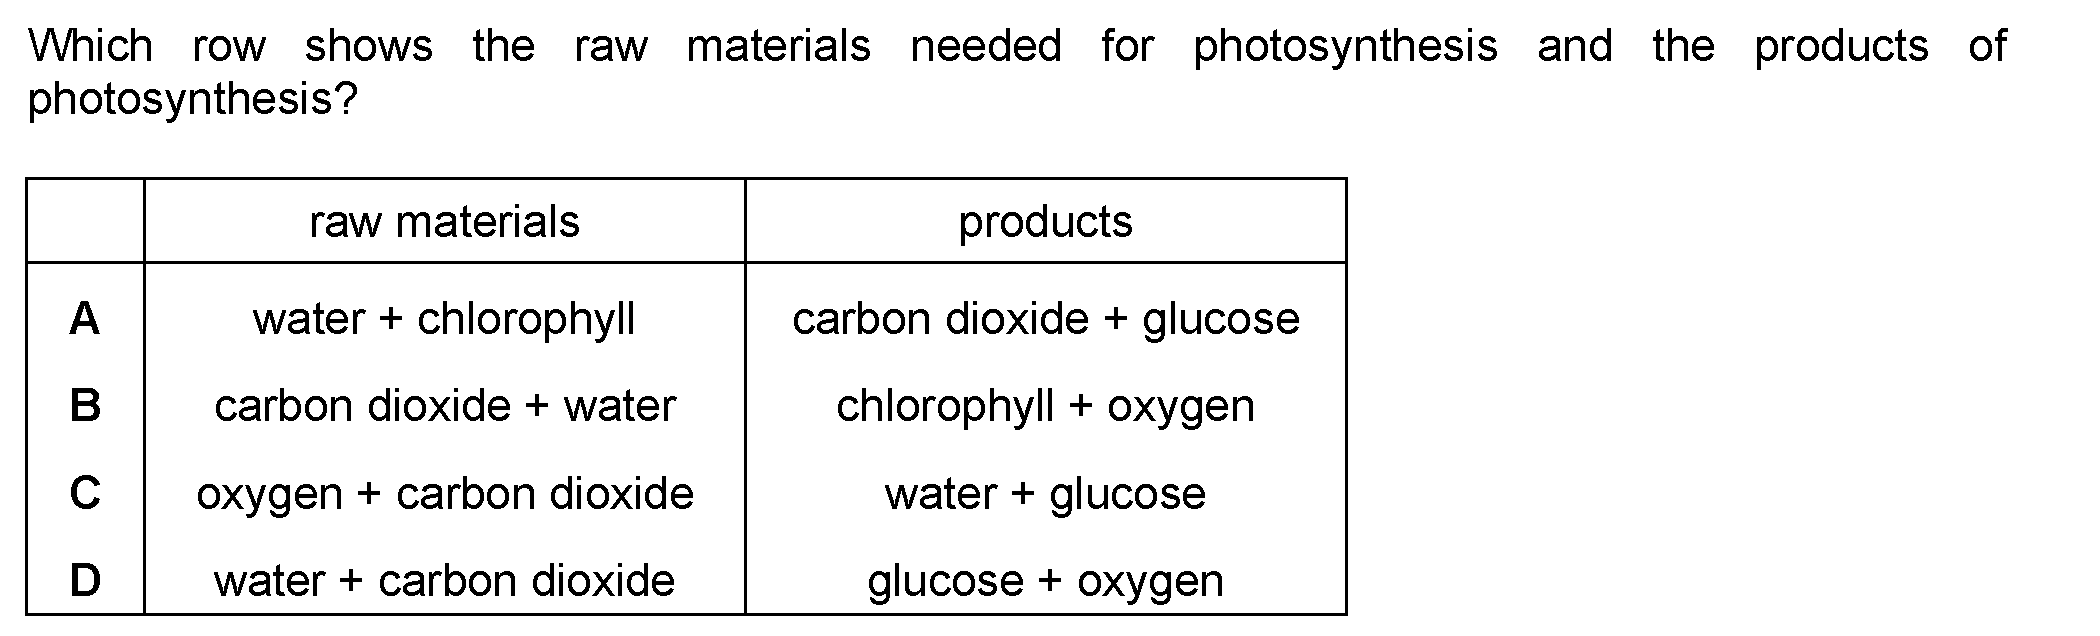 Which row shows the raw materials needed for photosynthesis and the products of
photosynthesis?
raw materials products
A water + chlorophyll carbon dioxide + glucose
B carbon dioxide + water chlorophyll + oxygen
C oxygen + carbon dioxide water + glucose
D water + carbon dioxide glucose + oxygen